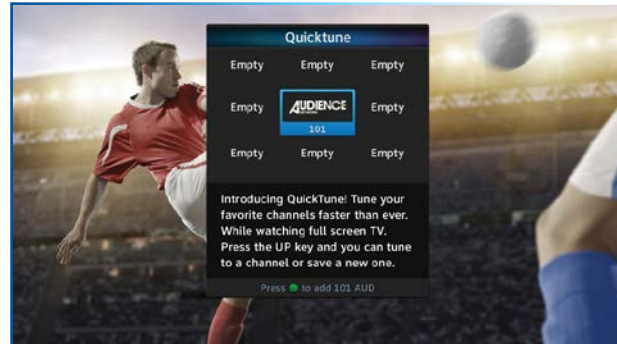 Quicktune
Empty Empty Empty
Empty AUDIENCE Empty
101
Empty Empty Empty
Introducing QuickTune! Tune your
favorite channels faster than ever.
While watching full screen TV.
Press the UP key and you can tune
to a channel or save a new one.
Press to add 101 AUD